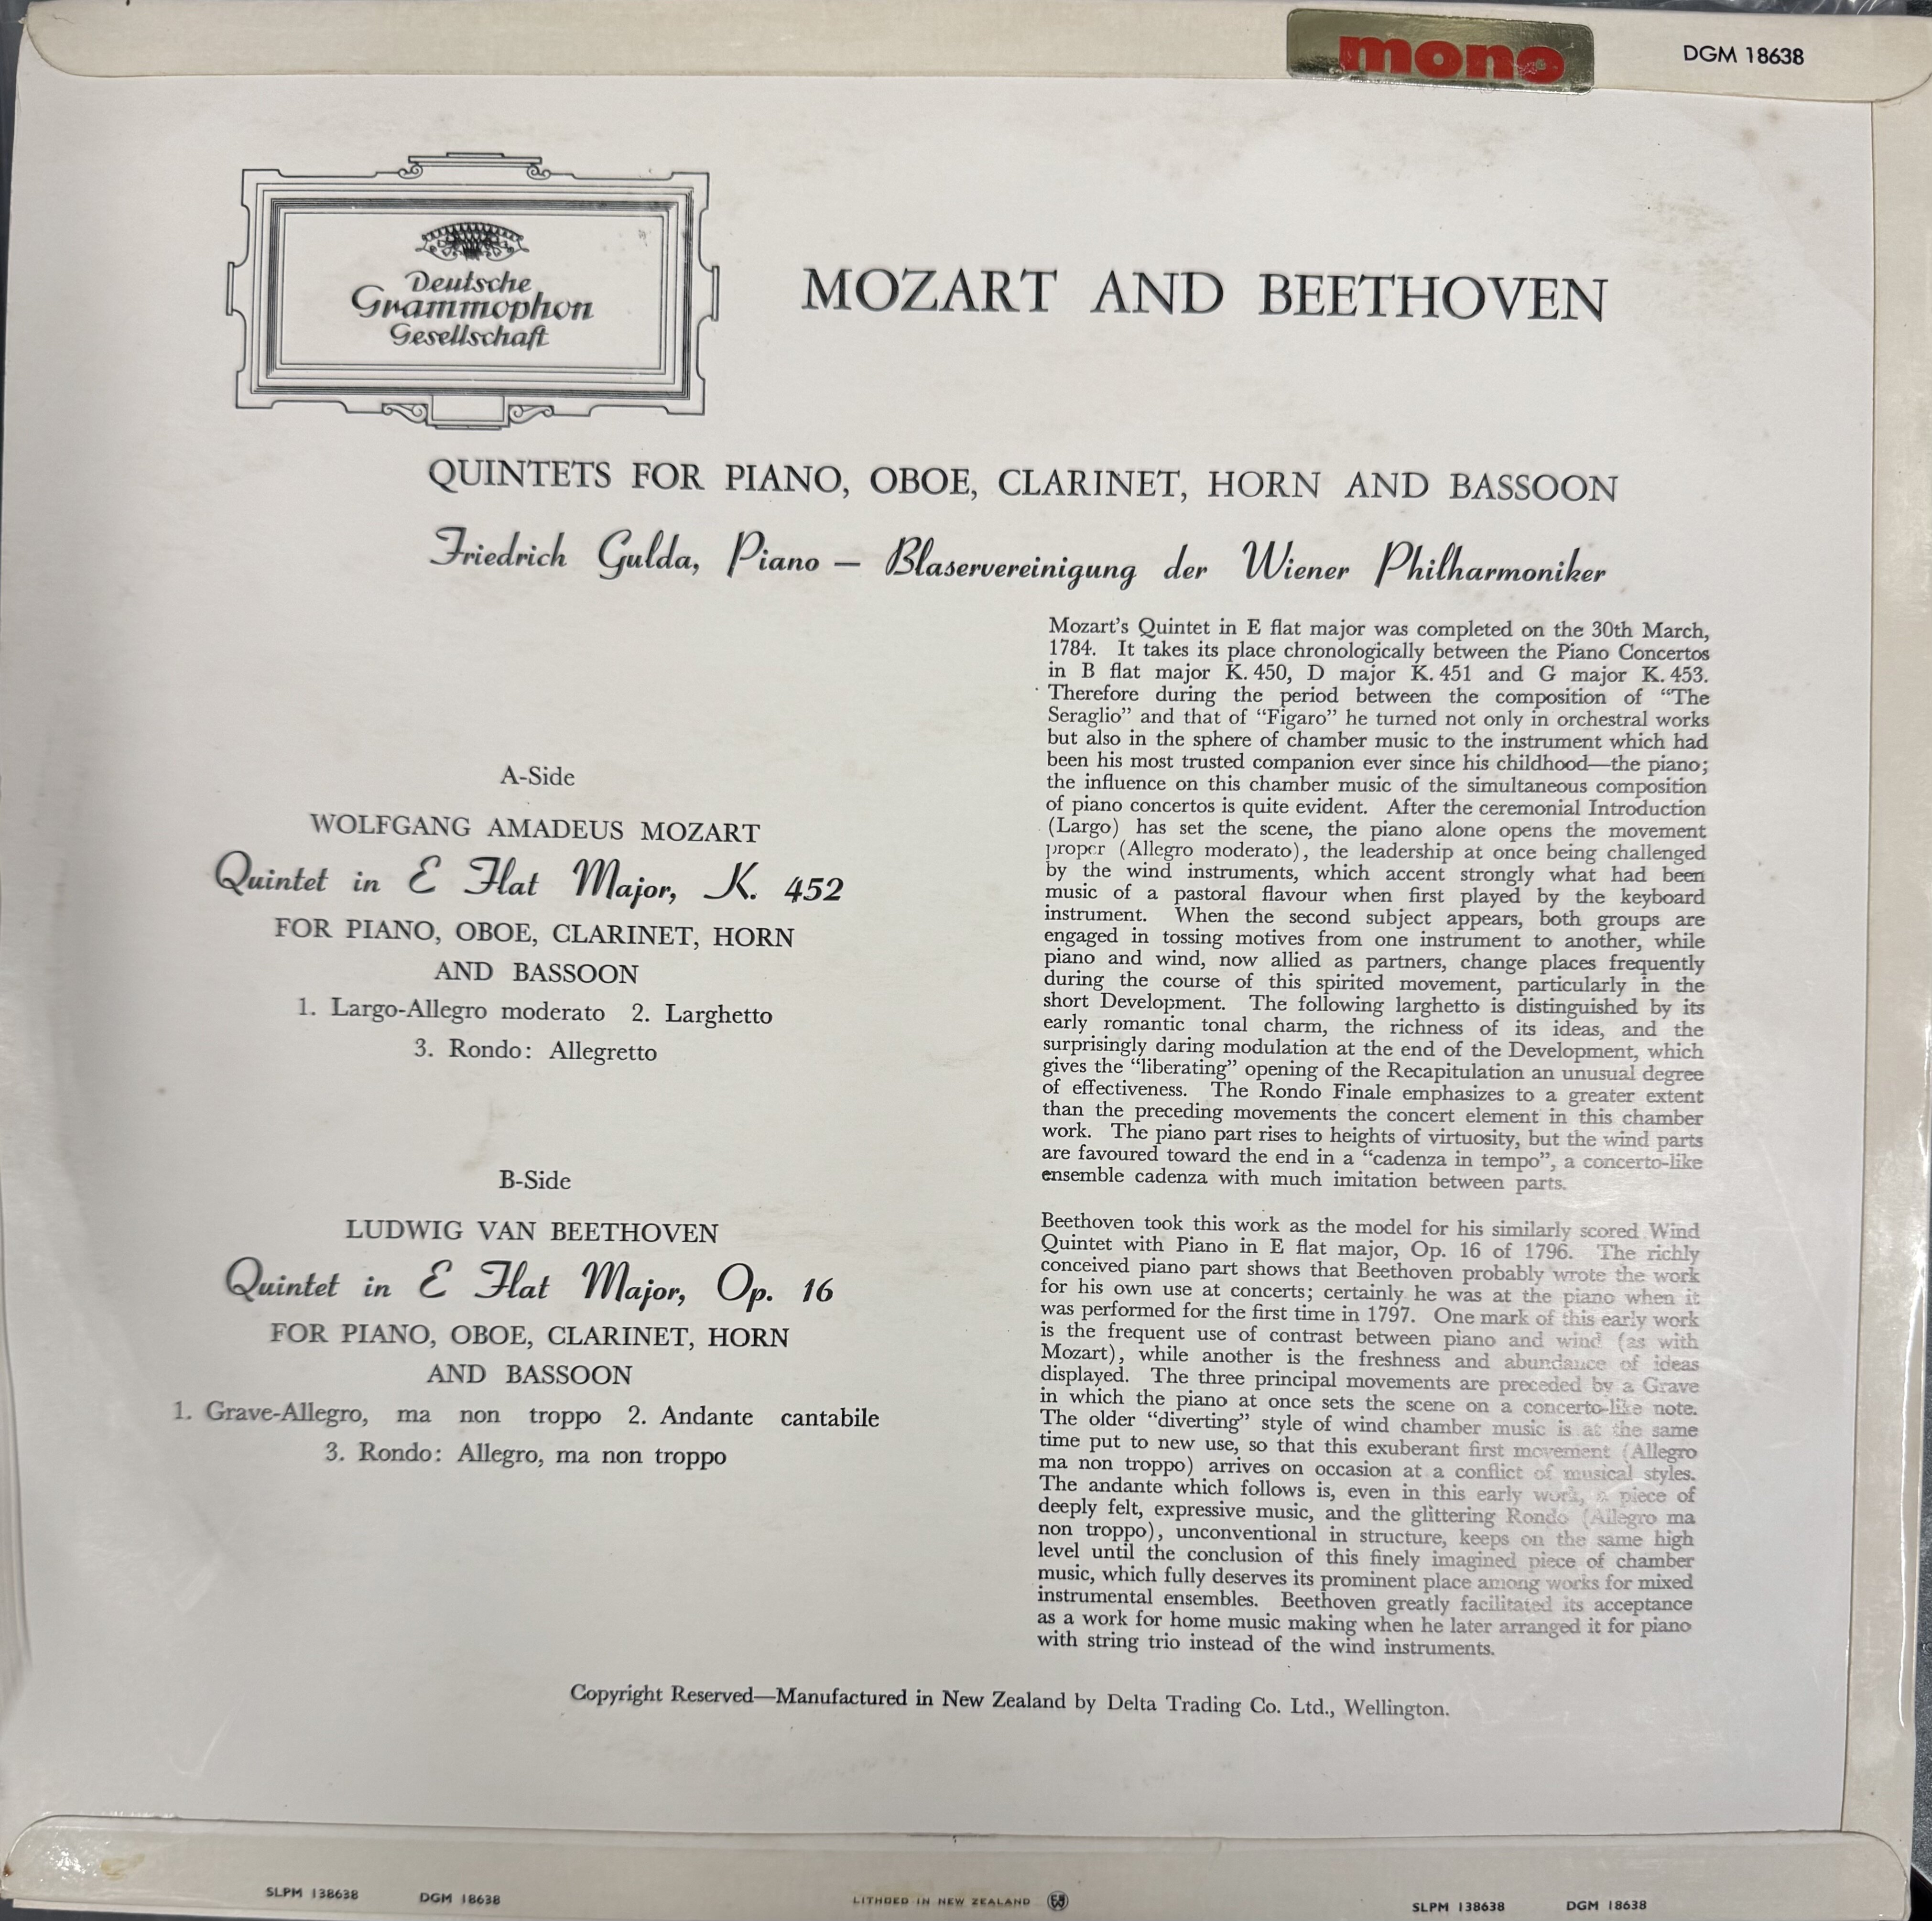 mono
DGM 18638
Deutsche
Grammophon
Gesellschaft
MOZART AND BEETHOVEN
QUINTETS FOR PIANO, OBOE, CLARINET, HORN AND BASSOON
Friedrich Gulda, Piano — Blaservereinigung der Wiener Philharmoniker
A-Side
WOLFGANG AMADEUS MOZART
Quintet in E Flat Major, K. 452
FOR PIANO, OBOE, CLARINET, HORN
AND BASSOON
1. Largo-Allegro moderato 2. Larghetto
3. Rondo: Allegretto
B-Side
LUDWIG VAN BEETHOVEN
Quintet in E Flat Major, Op. 16
FOR PIANO, OBOE, CLARINET, HORN
AND BASSOON
1. Grave-Allegro, ma non troppo 2. Andante cantabile
3. Rondo: Allegro, ma non troppo
Mozart's Quintet in E flat major was completed on the 30th March,
1784. It takes its place chronologically between the Piano Concertos
in B flat major K. 450, D major K. 451 and G major K. 453.
Therefore during the period between the composition of “The
Seraglio” and that of “Figaro” he turned not only in orchestral works
but also in the sphere of chamber music to the instrument which had
been his most trusted companion ever since his childhood—the piano;
the influence on this chamber music of the simultaneous composition
of piano concertos is quite evident. After the ceremonial Introduction
(Largo) has set the scene, the piano alone opens the movement
proper (Allegro moderato), the leadership at once being challenged
by the wind instruments, which accent strongly what had been
music of a pastoral flavour when first played by the keyboard
instrument. When the second subject appears, both groups are
engaged in tossing motives from one instrument to another, while
piano and wind, now allied as partners, change places frequently
during the course of this spirited movement, particularly in the
short Development. The following larghetto is distinguished by its
early romantic tonal charm, the richness of its ideas, and the
surprisingly daring modulation at the end of the Development, which
gives the “liberating” opening of the Recapitulation an unusual degree
of effectiveness. The Rondo Finale emphasizes to a greater extent
than the preceding movements the concert element in this chamber
work. The piano part rises to heights of virtuosity, but the wind parts
are favoured toward the end in a “cadenza in tempo”, a concerto-like
ensemble cadenza with much imitation between parts.
Beethoven took this work as the model for his similarly scored Wind
Quintet with Piano in E flat major, Op. 16 of 1796. The richly
conceived piano part shows that Beethoven probably wrote the work
for his own use at concerts; certainly he was at the piano when it
was performed for the first time in 1797. One mark of this early work
is the frequent use of contrast between piano and wind (as with
Mozart), while another is the freshness and abundance of ideas
displayed. The three principal movements are preceded by a Grave
in which the piano at once sets the scene on a concerto-like note.
The older “diverting” style of wind chamber music is at the same
time put to new use, so that this exuberant first movement (Allegro
ma non troppo) arrives on occasion at a conflict of musical styles.
The andante which follows is, even in this early work, a piece of
deeply felt, expressive music, and the glittering Rondo (Allegro ma
non troppo), unconventional in structure, keeps on the same high
level until the conclusion of this finely imagined piece of chamber
music, which fully deserves its prominent place among works for mixed
instrumental ensembles. Beethoven greatly facilitated its acceptance
as a work for home music making when he later arranged it for piano
with string trio instead of the wind instruments.
Copyright Reserved—Manufactured in New Zealand by Delta Trading Co. Ltd., Wellington.
SLPM 138638 DGM 18638
LITHOED IN NEW ZEALAND
SLPM 138638 DGM 18638